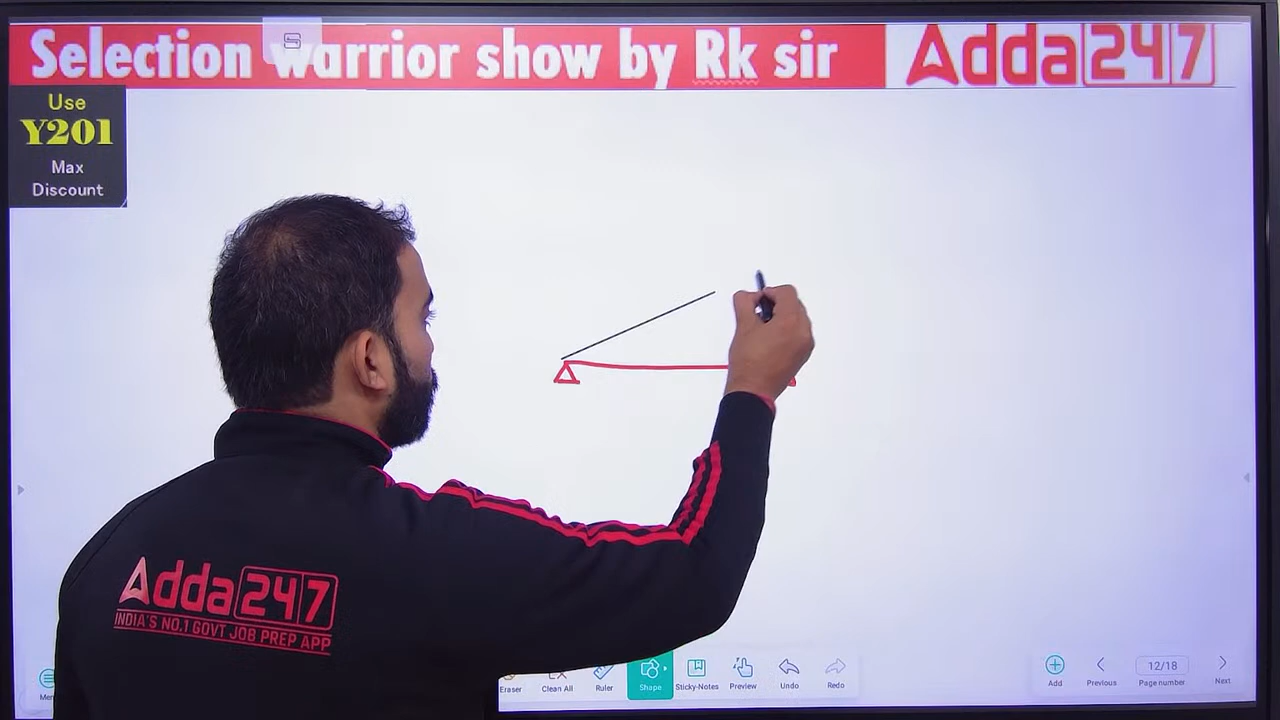 Selection warrior show by Rk sir
Adda247
Use
Y201
Max
Discount
Adda247
INDIA'S NO.1 GOVT JOB PREP APP
Eraser
Clean All
Ruler
Shape
Sticky-Notes
Preview
Undo
Redo
Add
Previous
12/18
Page number
Next